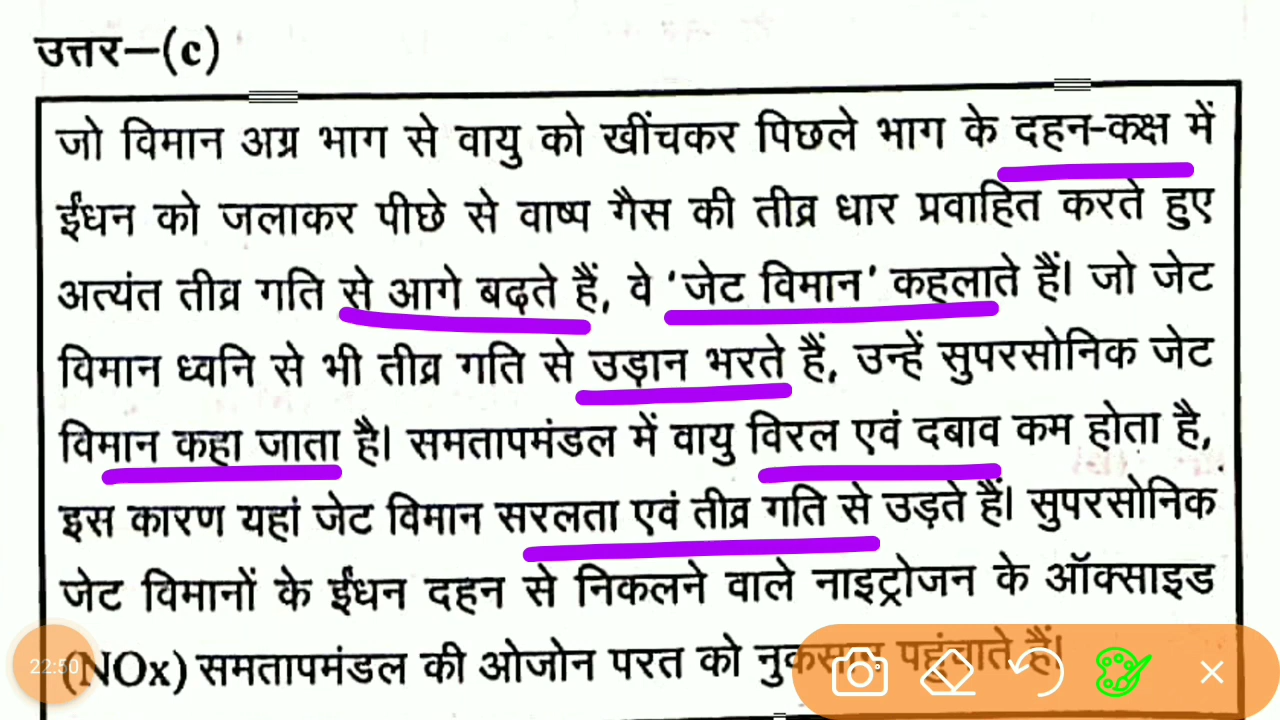 उत्तर–(c)
जो विमान अग्र भाग से वायु को खींचकर पिछले भाग के दहन-कक्ष में
ईंधन को जलाकर पीछे से वाष्प गैस की तीव्र धार प्रवाहित करते हुए
अत्यंत तीव्र गति से आगे बढ़ते हैं, वे ‘जेट विमान’ कहलाते हैं। जो जेट
विमान ध्वनि से भी तीव्र गति से उड़ान भरते हैं, उन्हें सुपरसोनिक जेट
विमान कहा जाता है। समतापमंडल में वायु विरल एवं दबाव कम होता है,
इस कारण यहां जेट विमान सरलता एवं तीव्र गति से उड़ते हैं। सुपरसोनिक
जेट विमानों के ईंधन दहन से निकलने वाले नाइट्रोजन के ऑक्साइड
(NOx) समतापमंडल की ओजोन परत को नुकसान पहुंचाते हैं।
22:50